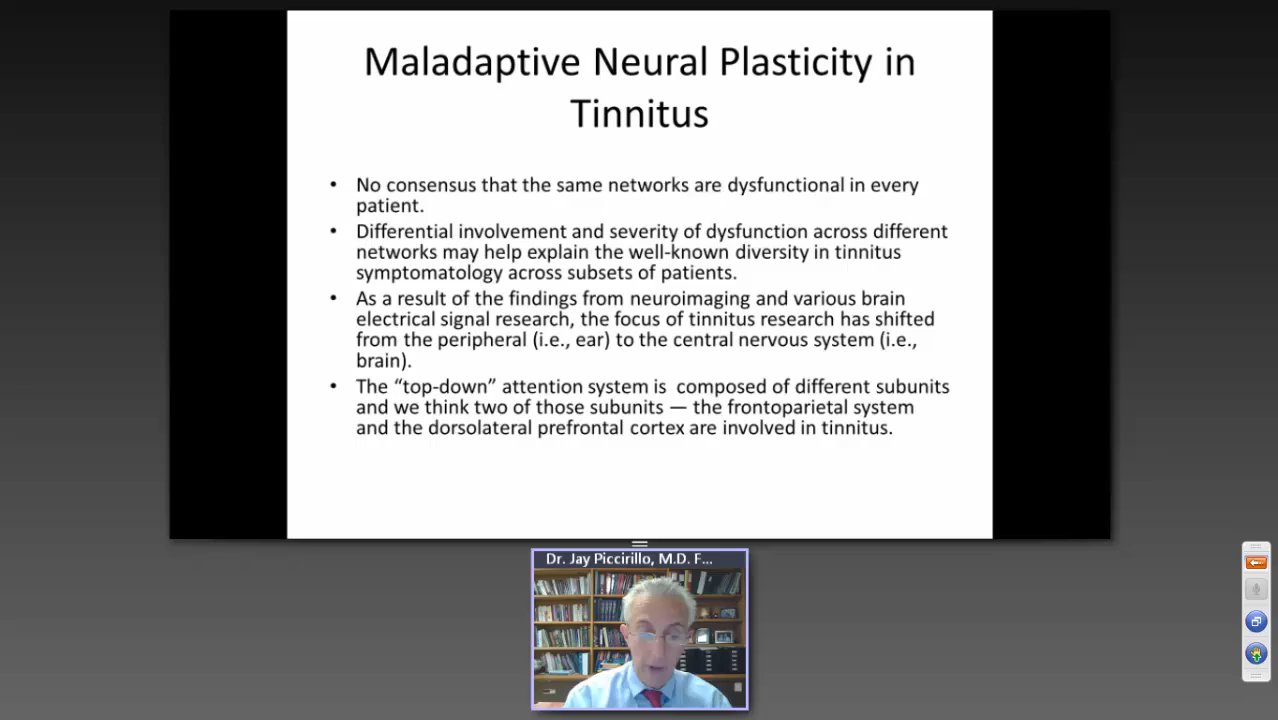 Maladaptive Neural Plasticity in
Tinnitus
• No consensus that the same networks are dysfunctional in every
patient.
• Differential involvement and severity of dysfunction across different
networks may help explain the well-known diversity in tinnitus
symptomatology across subsets of patients.
• As a result of the findings from neuroimaging and various brain
electrical signal research, the focus of tinnitus research has shifted
from the peripheral (i.e., ear) to the central nervous system (i.e.,
brain).
• The “top-down” attention system is  composed of different subunits
and we think two of those subunits — the frontoparietal system
and the dorsolateral prefrontal cortex are involved in tinnitus.
Dr. Jay Piccirillo, M.D. F...